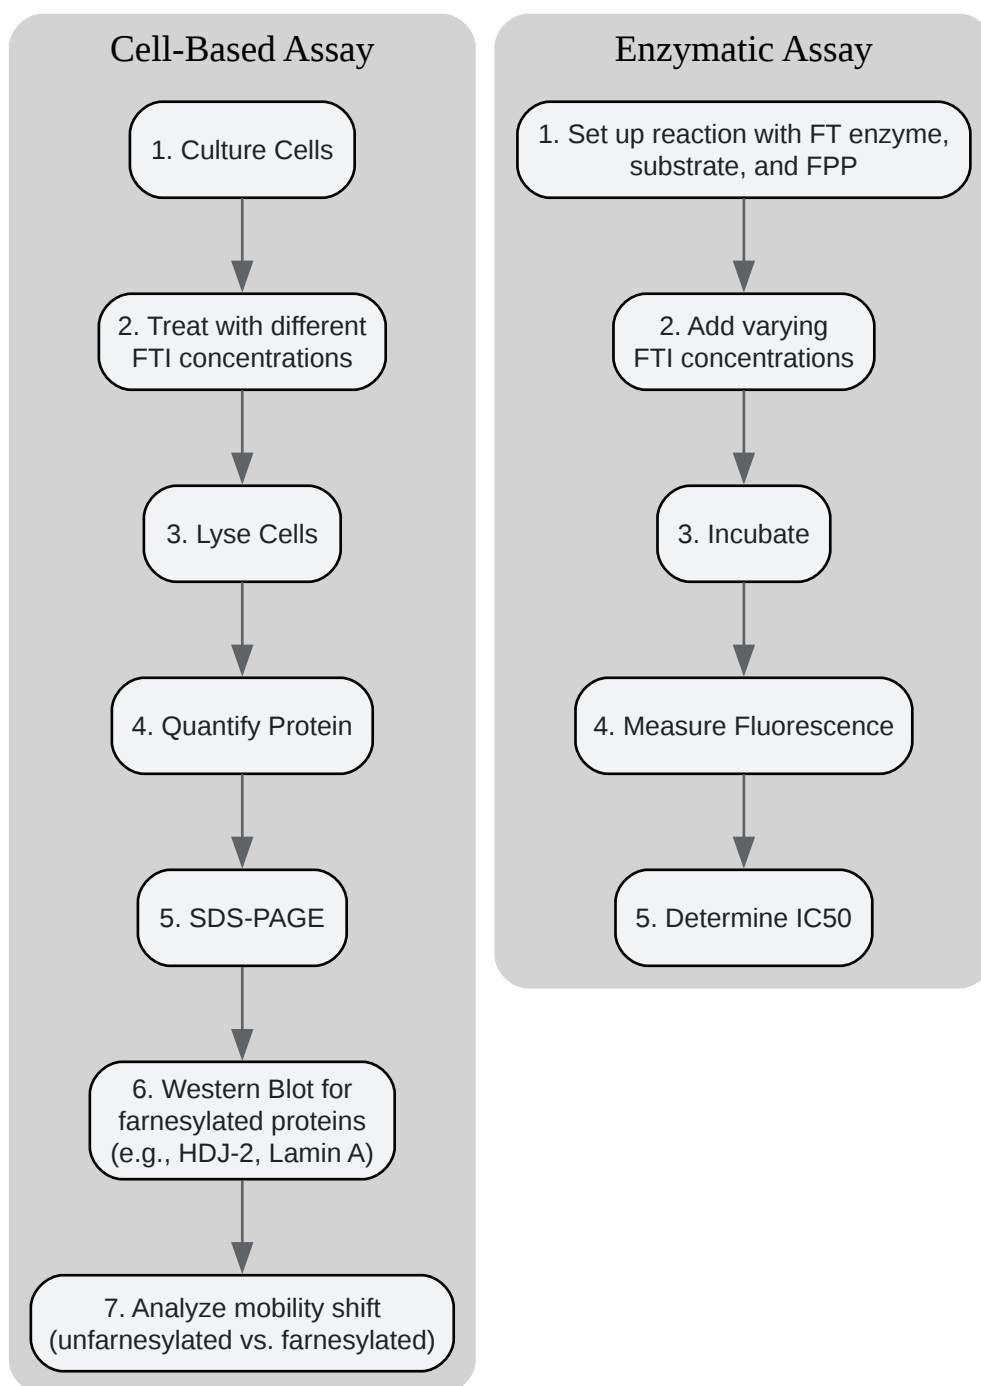 Cell-Based Assay
1. Culture Cells
2. Treat with different
FTI concentrations
3. Lyse Cells
4. Quantify Protein
5. SDS-PAGE
6. Western Blot for
farnesylated proteins
(e.g., HDJ-2, Lamin A)
7. Analyze mobility shift
(unfarnesylated vs. farnesylated)
Enzymatic Assay
1. Set up reaction with FT enzyme,
substrate, and FPP
2. Add varying
FTI concentrations
3. Incubate
4. Measure Fluorescence
5. Determine IC50